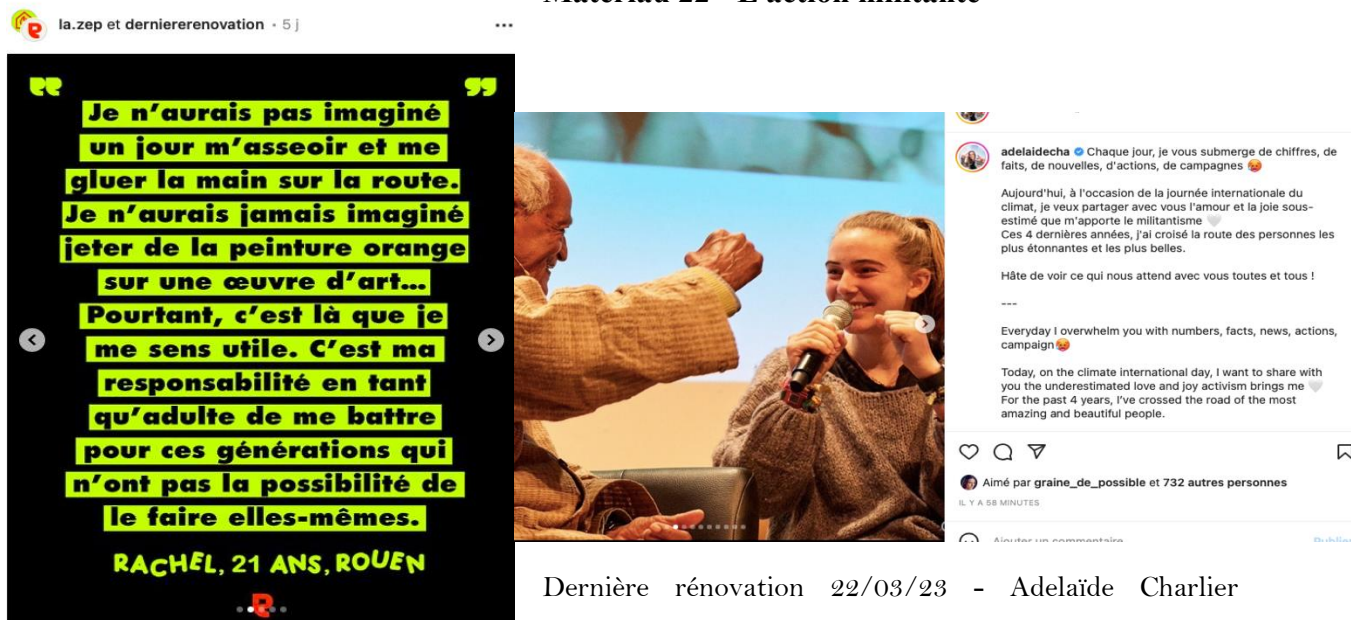 la.zep et derniererenovation • 5 j
Je n’aurais pas imaginé
un jour m’asseoir et me
gluer la main sur la route.
Je n’aurais jamais imaginé
jeter de la peinture orange
sur une œuvre d’art...
Pourtant, c’est là que je
me sens utile. C’est ma
responsabilité en tant
qu’adulte de me battre
pour ces générations qui
n’ont pas la possibilité de
le faire elles-mêmes.
RACHEL, 21 ANS, ROUEN
adelaidecha Chaque jour, je vous submerge de chiffres, de
faits, de nouvelles, d'actions, de campagnes 🥵
Aujourd'hui, à l'occasion de la journée internationale du
climat, je veux partager avec vous l'amour et la joie sous-
estimé que m'apporte le militantisme 🤍
Ces 4 dernières années, j'ai croisé la route des personnes les
plus étonnantes et les plus belles.
Hâte de voir ce qui nous attend avec vous toutes et tous !
---
Everyday I overwhelm you with numbers, facts, news, actions,
campaign🥵
Today, on the climate international day, I want to share with
you the underestimated love and joy activism brings me 🤍
For the past 4 years, I've crossed the road of the most
amazing and beautiful people.
Aimé par graine_de_possible et 732 autres personnes
IL Y A 58 MINUTES
Ajouter un commentaire
Dernière rénovation 22/03/23 - Adelaïde Charlier